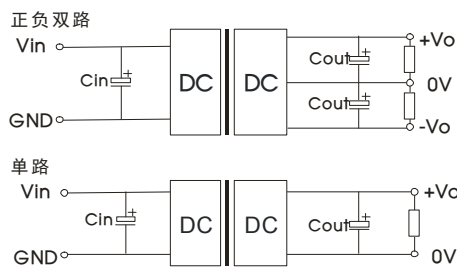 正负双路
Vin
+Vo
Cin
+
DC
DC
Cout
+
0V
Cout
+
GND
-Vo
单路
Vin
+Vo
Cin
+
DC
DC
Cout
+
GND
0V